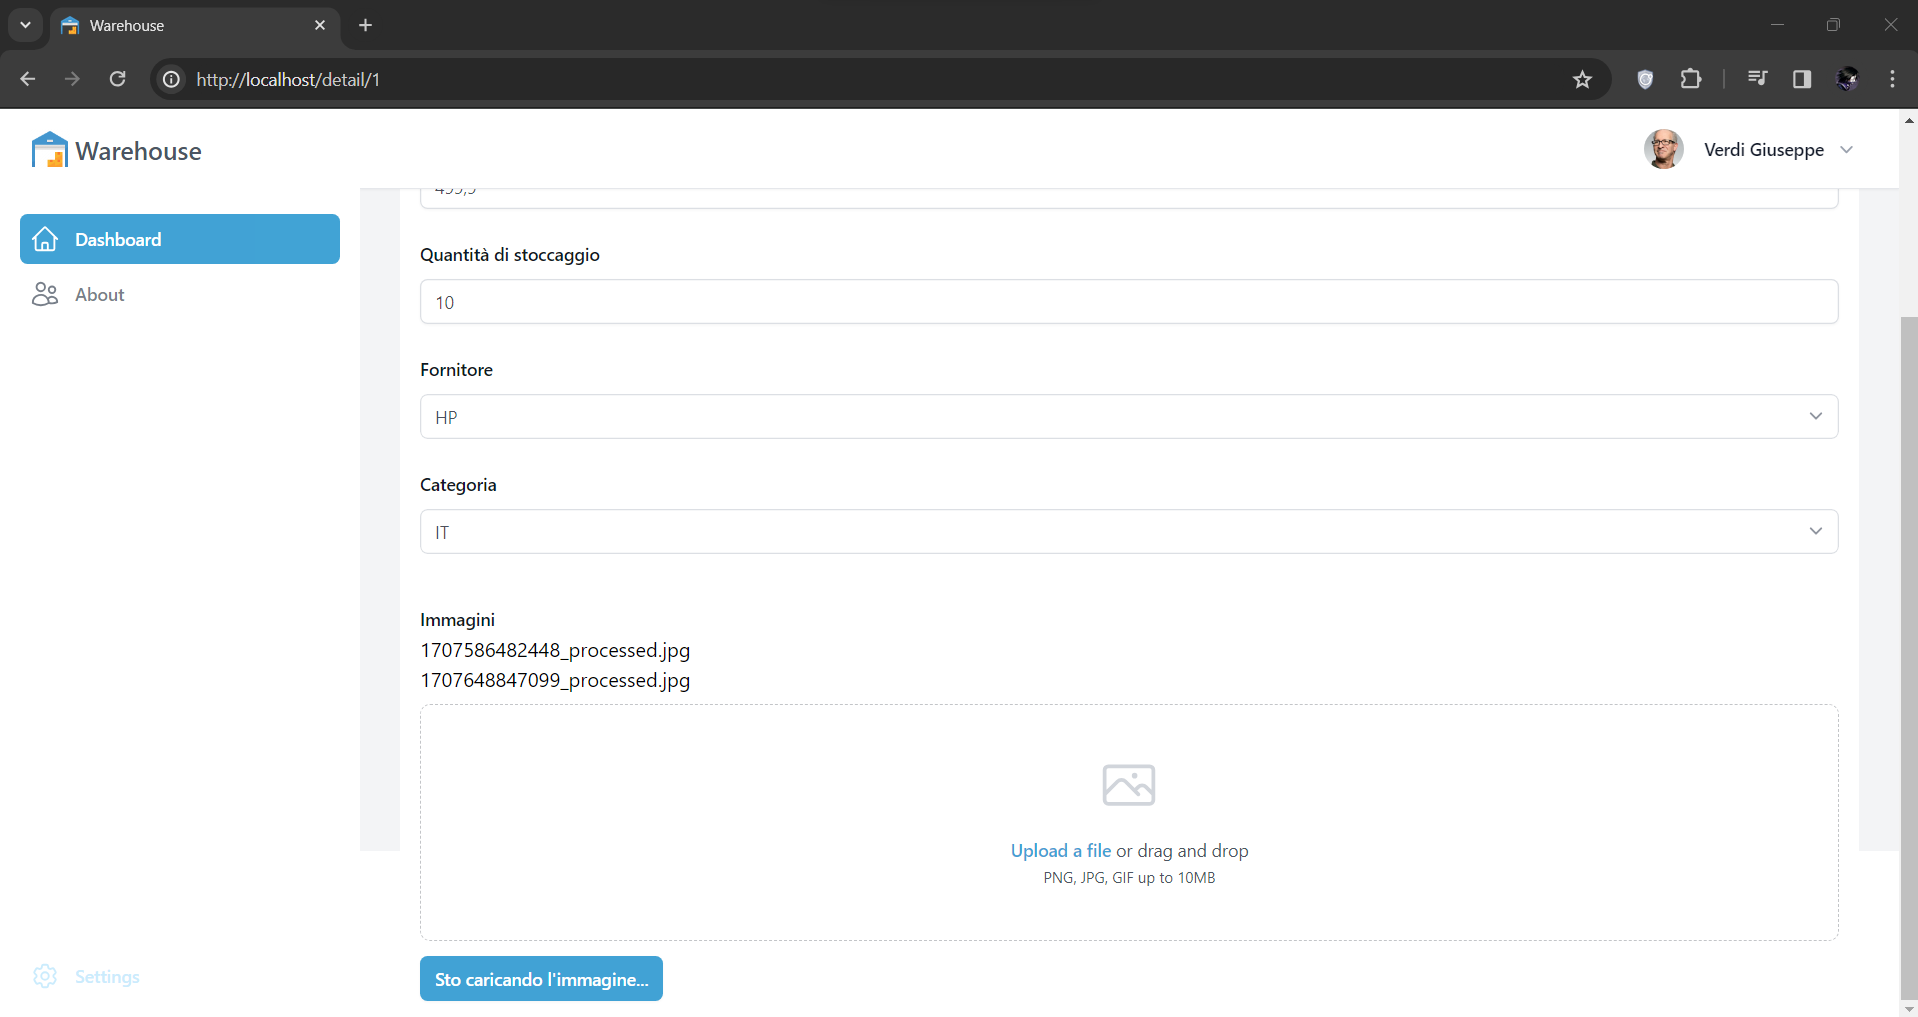 Warehouse
http://localhost/detail/1
Warehouse
Verdi Giuseppe
Dashboard
About
Quantità di stoccaggio
10
Fornitore
HP
Categoria
IT
Immagini
1707586482448_processed.jpg
1707648847099_processed.jpg
Upload a file or drag and drop
PNG, JPG, GIF up to 10MB
Settings
Sto caricando l'immagine...